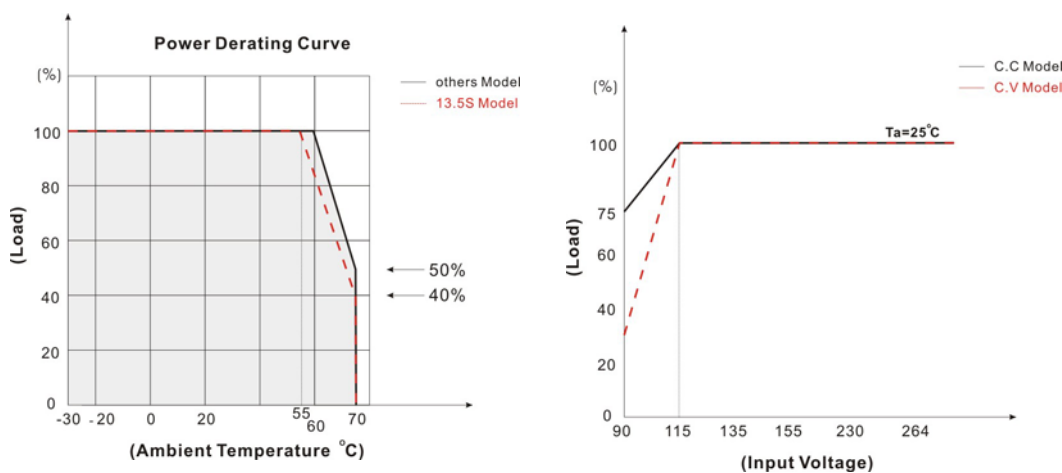 Power Derating Curve
(%)
others Model
13.5S Model
100
80
60
40
20
0
50%
40%
(Load)
-30 -20 0 20 55 60 70
(Ambient Temperature °C)
(%)
C.C Model
C.V Model
Ta=25°C
100
75
60
40
20
0
(Load)
90 115 135 155 230 264
(Input Voltage)